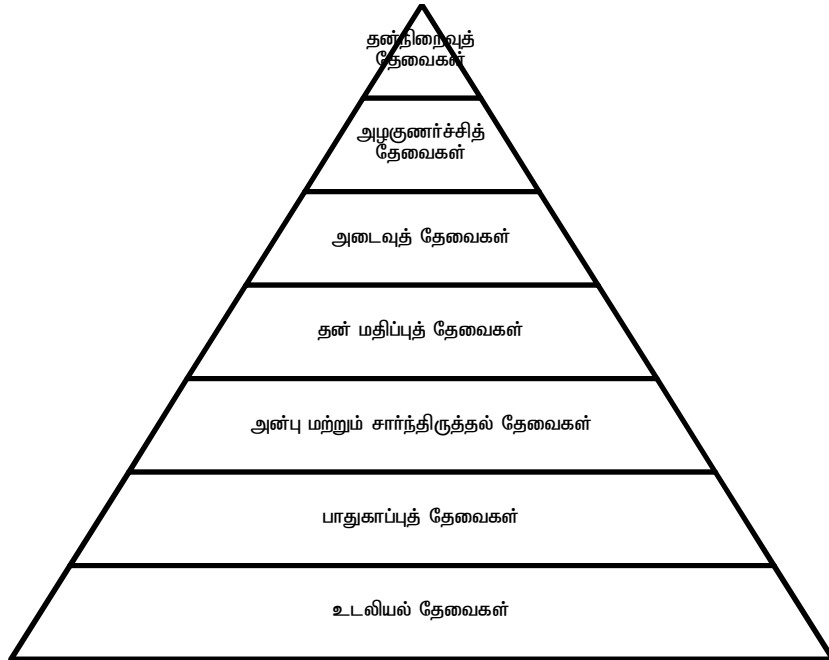 தன்நிறைவுத்
தேவைகள்
அழகுணர்ச்சித்
தேவைகள்
அடைவுத் தேவைகள்
தன் மதிப்புத் தேவைகள்
அன்பு மற்றும் சார்ந்திருத்தல் தேவைகள்
பாதுகாப்புத் தேவைகள்
உடலியல் தேவைகள்